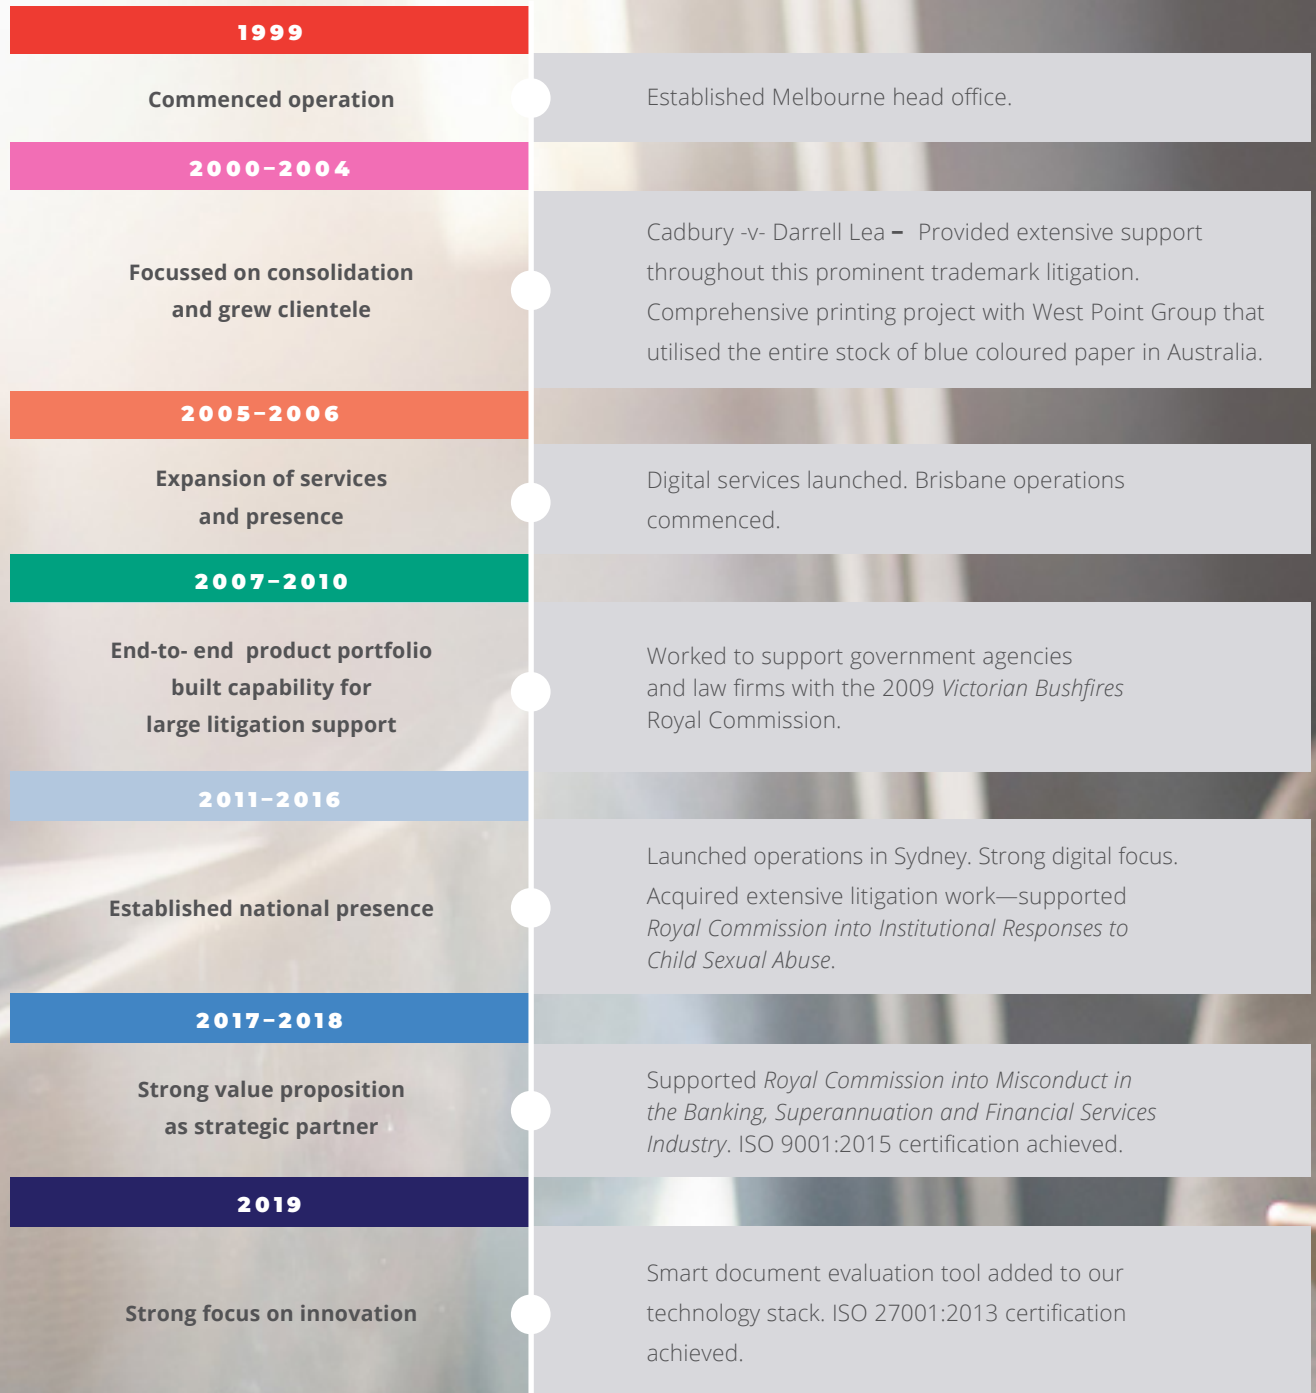 1999
Commenced operation
Established Melbourne head office.
2000–2004
Focussed on consolidation
and grew clientele
Cadbury -v- Darrell Lea – Provided extensive support
throughout this prominent trademark litigation.
Comprehensive printing project with West Point Group that
utilised the entire stock of blue coloured paper in Australia.
2005–2006
Expansion of services
and presence
Digital services launched. Brisbane operations
commenced.
2007–2010
End-to- end product portfolio
built capability for
large litigation support
Worked to support government agencies
and law firms with the 2009 Victorian Bushfires
Royal Commission.
2011–2016
Established national presence
Launched operations in Sydney. Strong digital focus.
Acquired extensive litigation work—supported
Royal Commission into Institutional Responses to
Child Sexual Abuse.
2017–2018
Strong value proposition
as strategic partner
Supported Royal Commission into Misconduct in
the Banking, Superannuation and Financial Services
Industry. ISO 9001:2015 certification achieved.
2019
Strong focus on innovation
Smart document evaluation tool added to our
technology stack. ISO 27001:2013 certification
achieved.